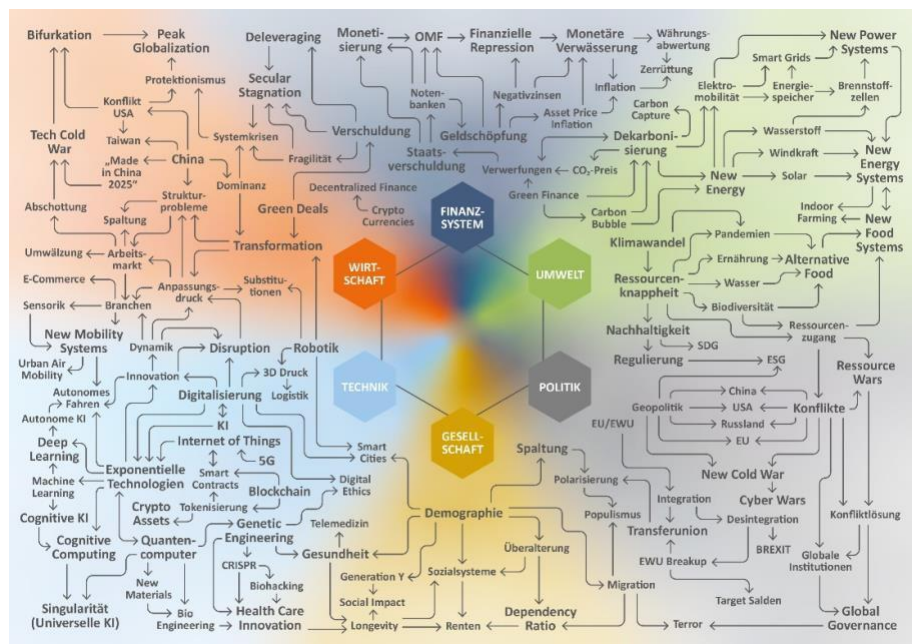 Bifurkation
Peak
Globalization
Deleveraging
Moneti-
sierung
OMF
Finanzielle
Repression
Monetäre
Verwässerung
Währungs-
abwertung
New Power
Systems
Protektionismus
Secular
Stagnation
Zerrüttung
Smart Grids
Konflikt
USA
Noten-
banken
Negativzinsen
Inflation
Elektro-
mobilität
Energie-
speicher
Brennstoff-
zellen
Tech Cold
War
Taiwan
Systemkrisen
Verschuldung
Geldschöpfung
Asset Price
Inflation
Carbon
Capture
Dekarboni-
sierung
Wasserstoff
„Made
in China
2025“
China
Fragilität
Staats-
verschuldung
Verwerfungen
CO₂-Preis
Windkraft
New
Energy
Systems
Dominanz
New
Energy
Solar
Abschottung
Struktur-
probleme
Decentralized Finance
Green Finance
Spaltung
Green Deals
Crypto
Currencies
FINANZ-
SYSTEM
Carbon
Bubble
Indoor
Farming
New
Food
Systems
Umwälzung
Arbeits-
markt
Transformation
Klimawandel
Pandemien
WIRT-
SCHAFT
UMWELT
Ernährung
Alternative
Food
E-Commerce
Anpassungs-
druck
Substitu-
tionen
Ressourcen-
knappheit
Wasser
Sensorik
Branchen
Biodiversität
New Mobility
Systems
Nachhaltigkeit
Ressourcen-
zugang
Dynamik
Disruption
Robotik
SDG
Urban Air
Mobility
Regulierung
ESG
Ressource
Wars
Innovation
3D Druck
TECHNIK
POLITIK
Autonomes
Fahren
Digitalisierung
Logistik
China
Geopolitik
USA
Konflikte
Autonome KI
KI
GESELL-
SCHAFT
EU/EWU
Russland
Deep
Learning
Internet of Things
Smart
Cities
Spaltung
EU
Exponentielle
Technologien
5G
Smart
Contracts
New Cold War
Machine
Learning
Blockchain
Digital
Ethics
Polarisierung
Integration
Cyber Wars
Crypto
Assets
Tokenisierung
Cognitive KI
Demographie
Populismus
Desintegration
Konfliktlösung
Genetic
Engineering
Telemedizin
Transferunion
Cognitive
Computing
Quanten-
computer
Gesundheit
Überalterung
BREXIT
CRISPR
Generation Y
Sozialsysteme
EWU Breakup
Globale
Institutionen
New
Materials
Biohacking
Migration
Social Impact
Target Salden
Singularität
(Universelle KI)
Bio
Engineering
Health Care
Innovation
Longevity
Renten
Dependency
Ratio
Terror
Global
Governance